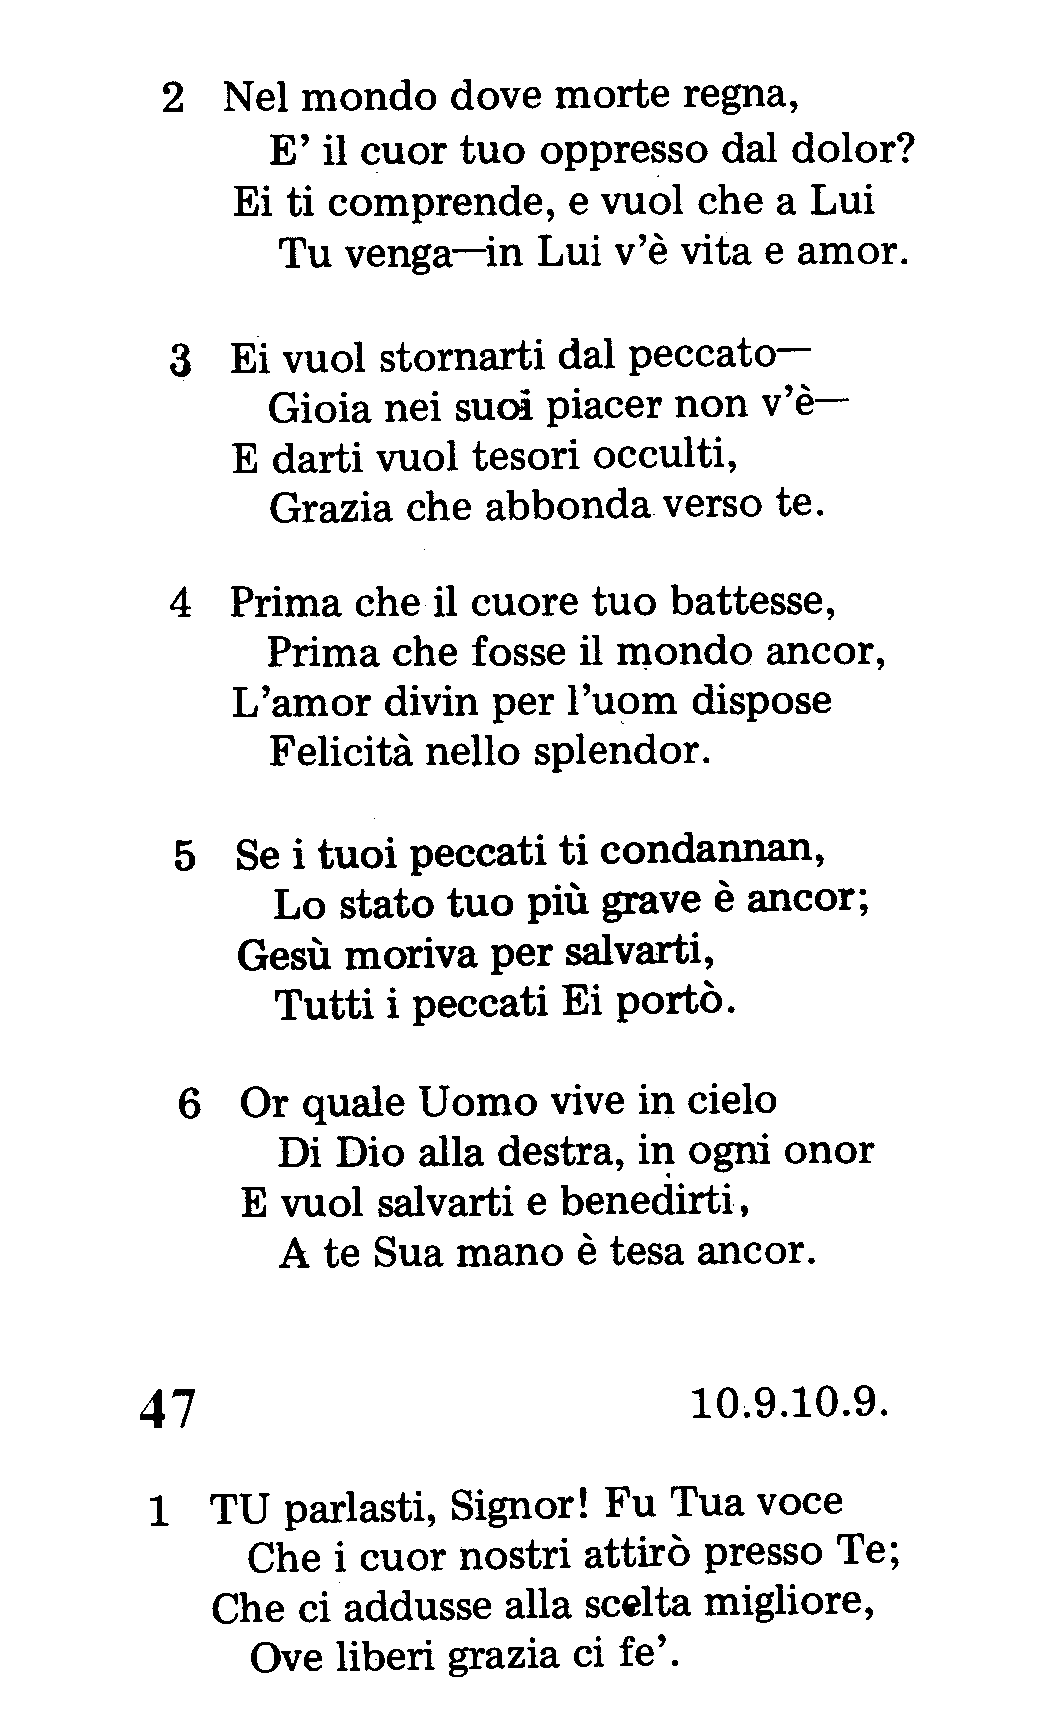 2 Nel mondo dove morte regna,
E' il cuor tuo oppresso dal dolor?
Ei ti comprende, e vuol che a Lui
Tu venga—in Lui v'è vita e amor.
3 Ei vuol stornarti dal peccato—
Gioia nei suoi piacer non v'è—
E darti vuol tesori occulti,
Grazia che abbonda verso te.
4 Prima che il cuore tuo battesse,
Prima che fosse il mondo ancor,
L'amor divin per l'uom dispose
Felicità nello splendor.
5 Se i tuoi peccati ti condannan,
Lo stato tuo più grave è ancor;
Gesù moriva per salvarti,
Tutti i peccati Ei portò.
6 Or quale Uomo vive in cielo
Di Dio alla destra, in ogni onor
E vuol salvarti e benedirti,
A te Sua mano è tesa ancor.
47 10.9.10.9.
1 TU parlasti, Signor! Fu Tua voce
Che i cuor nostri attirò presso Te;
Che ci addusse alla scelta migliore,
Ove liberi grazia ci fe'.